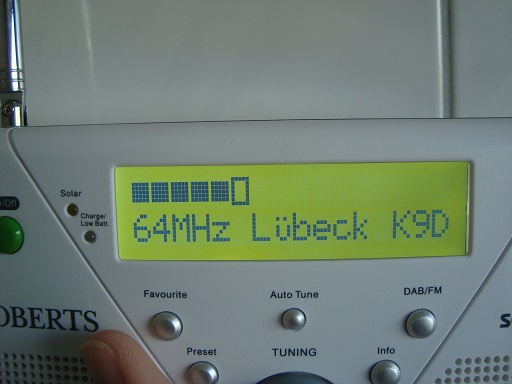 Solar
Charge/
Low Batt.
64MHz Lübeck K9D
OBERTS
Favourite
Auto Tune
DAB/FM
Preset
TUNING
Info